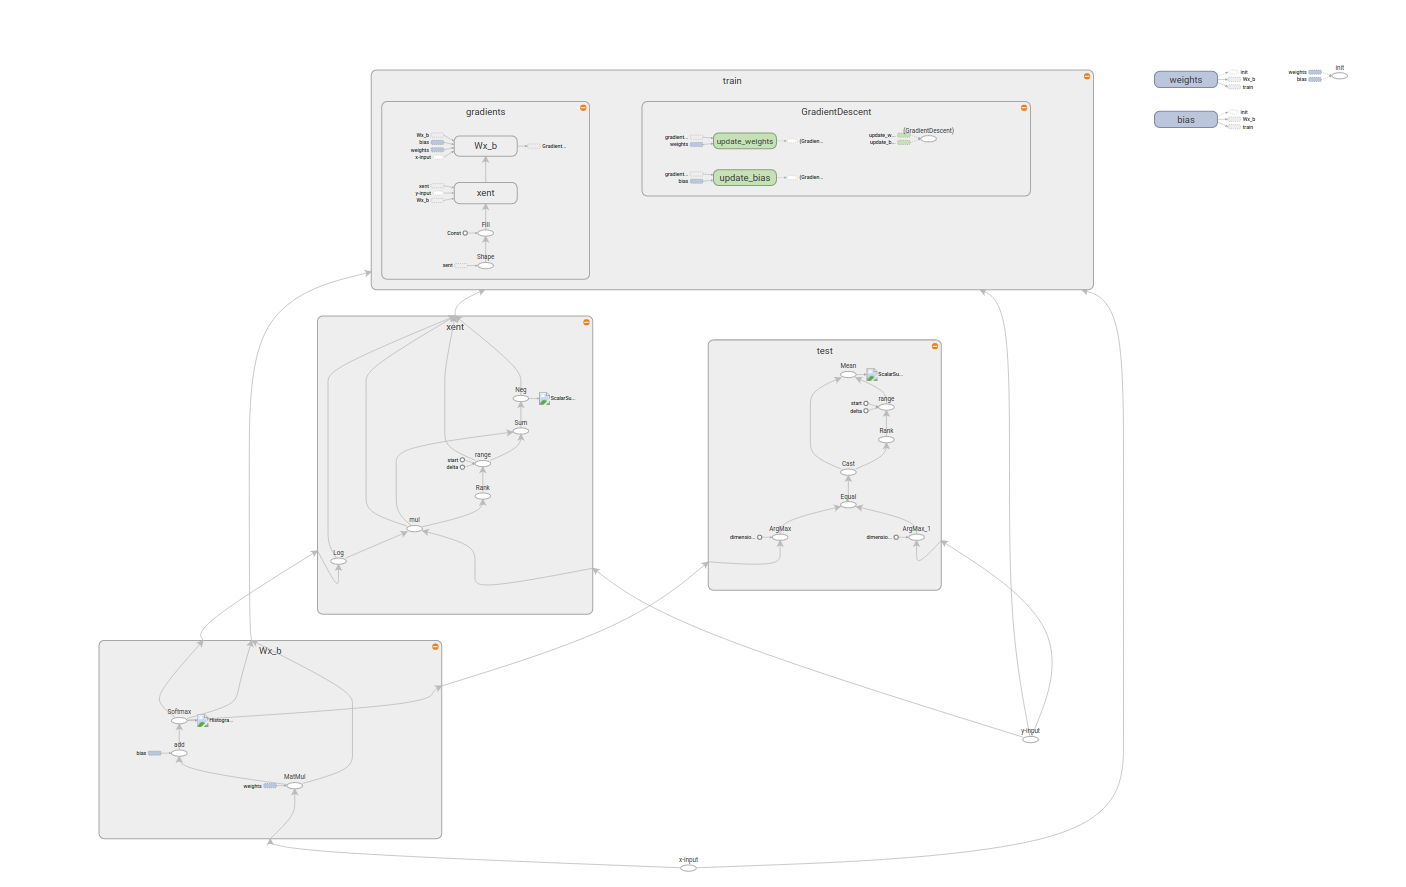 train
gradients
Wx_b
bias
weights
x-input
Wx_b
Gradient...
xent
y-input
Wx_b
xent
Fill
Const
Shape
xent
GradientDescent
gradient...
weights
update_weights
(Gradien...
update_w...
update_b...
(GradientDescent)
gradient...
bias
update_bias
(Gradien...
weights
init
Wx_b
train
bias
init
Wx_b
train
weights
bias
init
xent
Neg
ScalarSu...
Sum
range
start
delta
Rank
mul
Log
test
Mean
ScalarSu...
range
start
delta
Rank
Cast
Equal
ArgMax
dimensio...
ArgMax_1
dimensio...
Wx_b
Softmax
Histogra...
add
bias
MatMul
weights
y-input
x-input